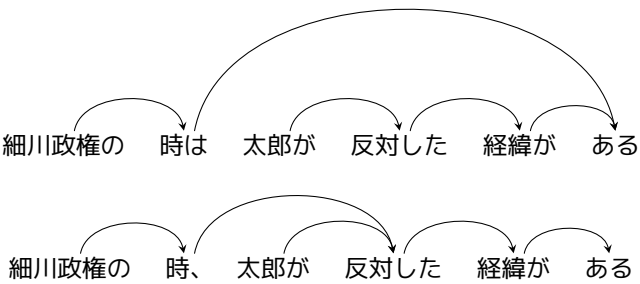 細川政権の 時は 太郎が 反対した 経緯が ある
細川政権の 時、 太郎が 反対した 経緯が ある